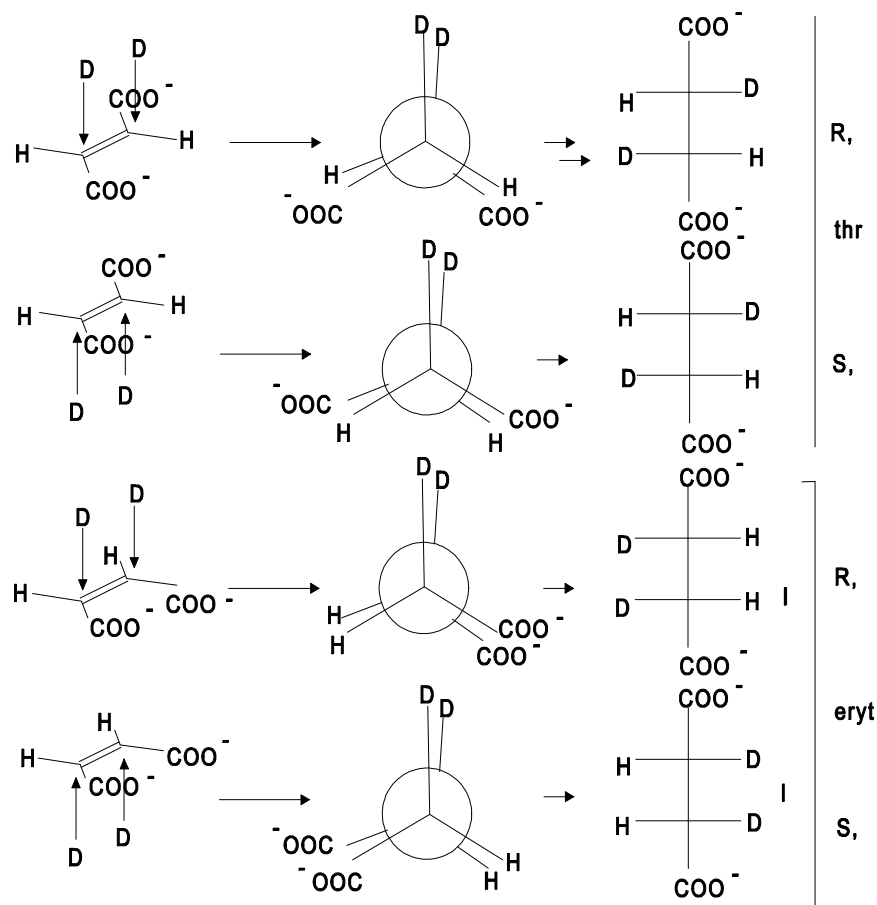 D COO -
D D
D
COO - H D
H H R,
COO - H D H
- OOC H COO -
COO -
thr
COO - D D COO -
H H H D
COO -
- OOC COO - D H S,
D D H H
COO -
D D COO -
D D
H D H
H COO - H D H I R,
COO - H COO -
COO -
COO -
D D COO -
H eryt
H COO - H D
COO - I
D D - OOC H H D S,
- OOC H
COO -